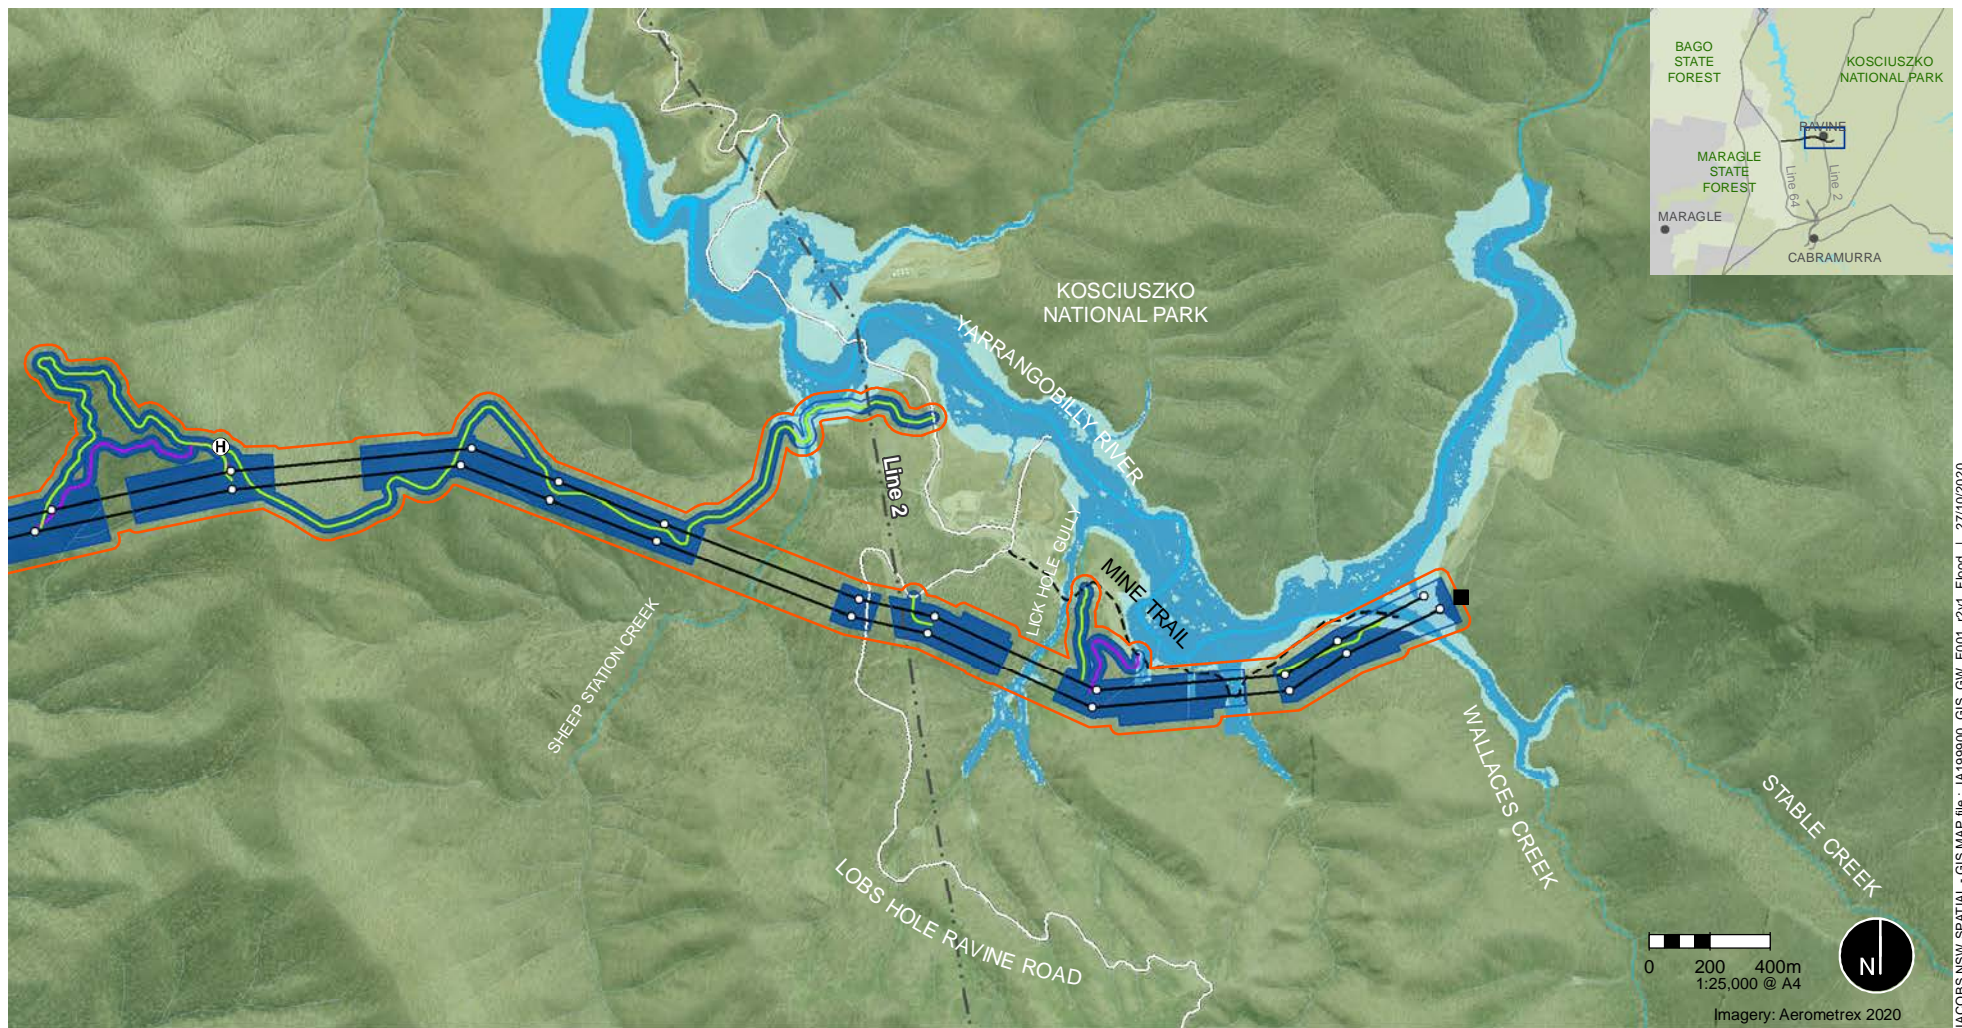 BAGO
STATE
FOREST
KOSCIUSZKO
NATIONAL PARK
RAVINE
MARAGLE
STATE
FOREST
Line 64
Line 2
MARAGLE
CABRAMURRA
KOSCIUSZKO
NATIONAL PARK
YARRANGOBILLY RIVER
H
Line 2
LICK HOLE GULLY
MINE TRAIL
SHEEP STATION CREEK
WALLACES CREEK
STABLE CREEK
LOBS HOLE RAVINE ROAD
0 200 400m
1:25,000 @ A4
N
Imagery: Aerometrex 2020